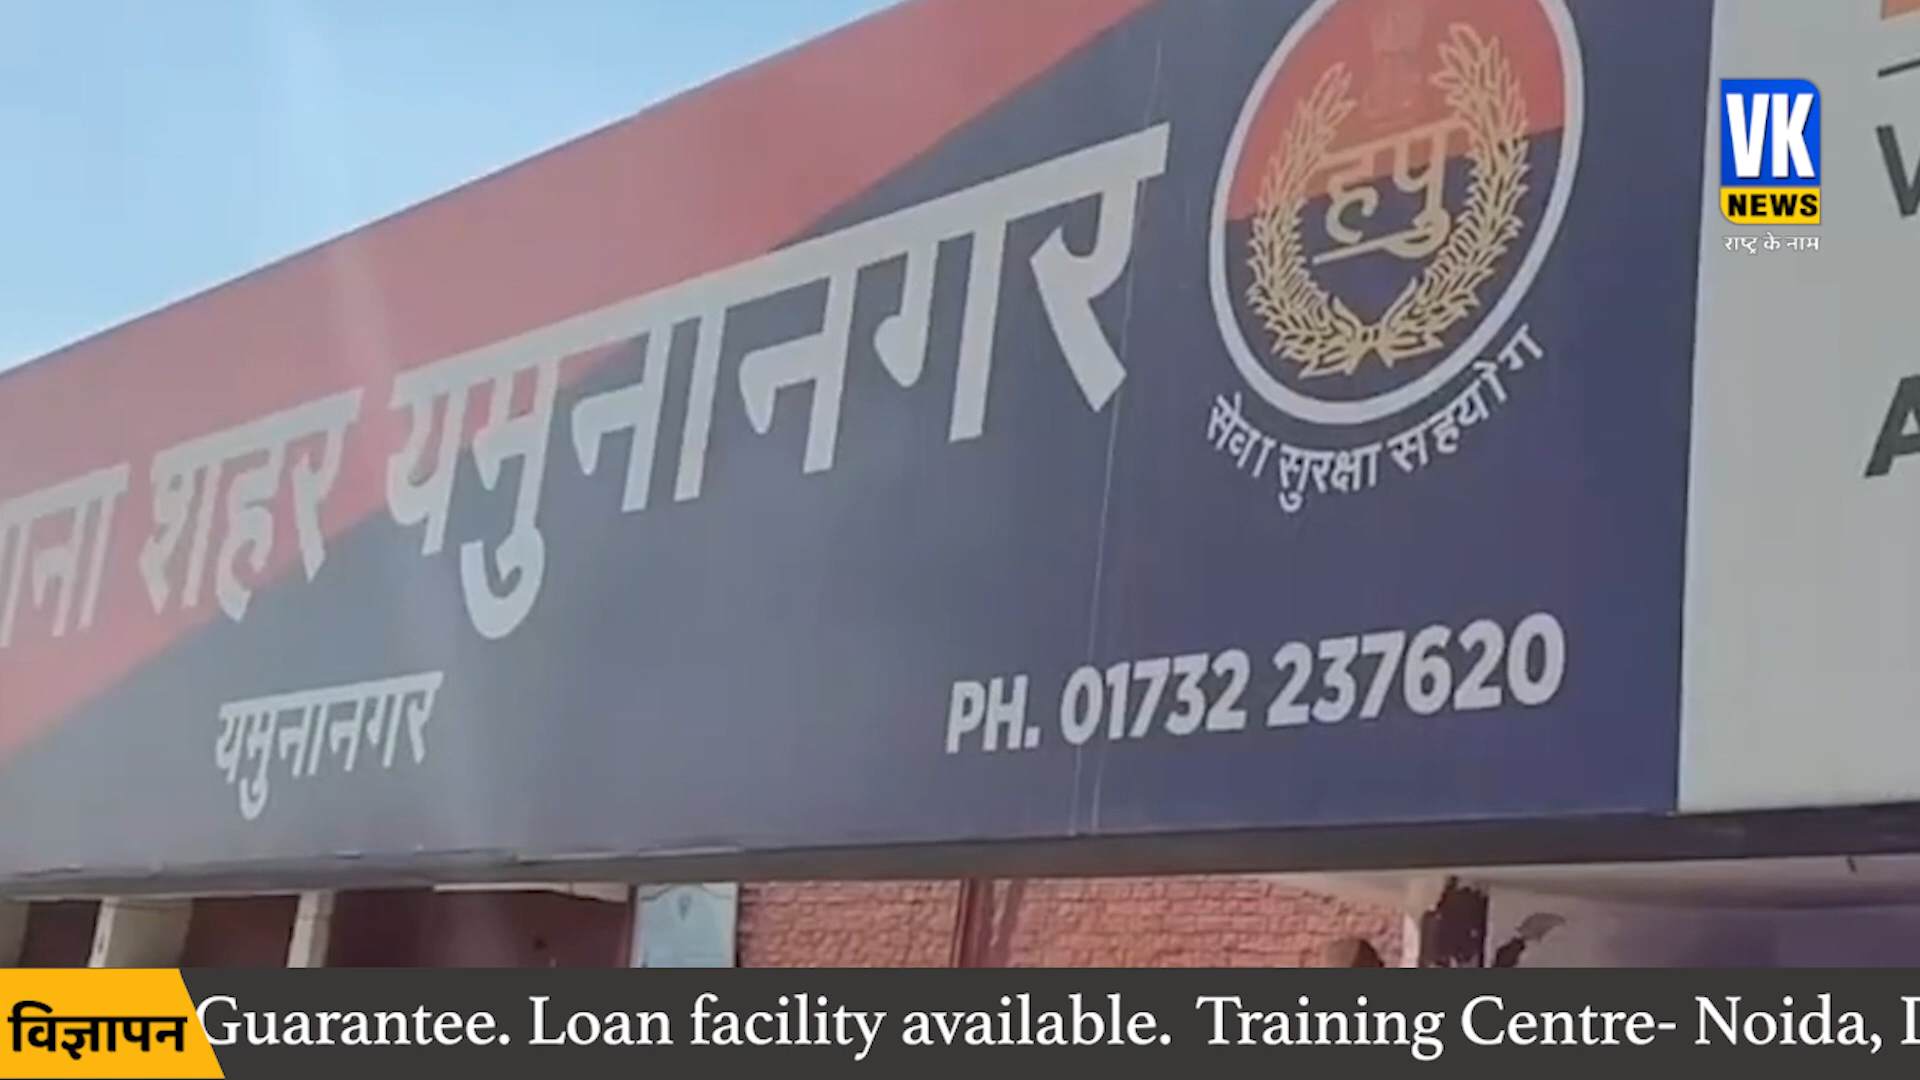 शहर यमुनानगर
यमुनानगर
PH. 01732 237620
हपु
सेवा सुरक्षा सहयोग
VK
NEWS
राष्ट्र के नाम
विज्ञापन
Guarantee. Loan facility available. Training Centre- Noida,